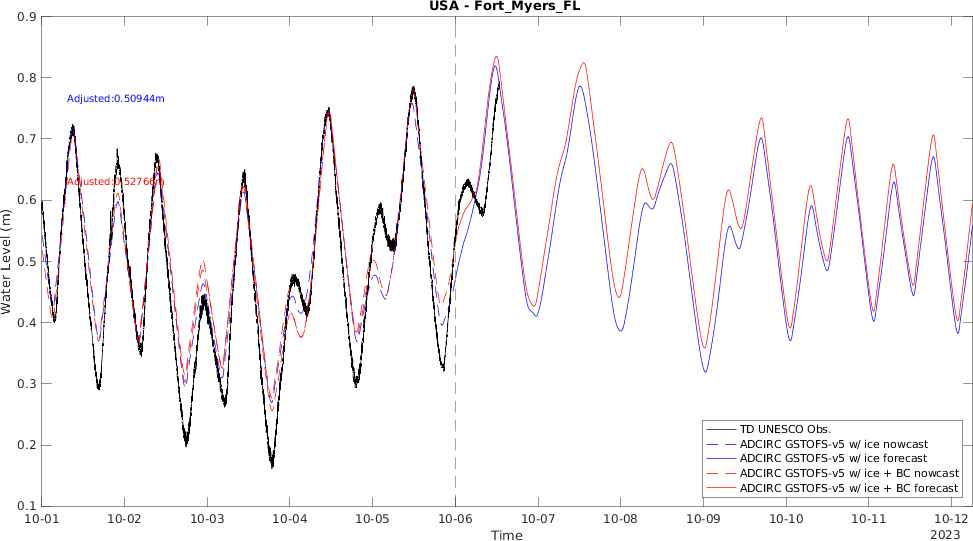 USA - Fort_Myers_FL
0.9
0.8
0.7
0.6
0.5
0.4
0.3
0.2
0.1
Water Level (m)
Adjusted:0.50944m
Adjusted:0.52766m
TD UNESCO Obs.
ADCIRC GSTOFS-v5 w/ ice nowcast
ADCIRC GSTOFS-v5 w/ ice forecast
ADCIRC GSTOFS-v5 w/ ice + BC nowcast
ADCIRC GSTOFS-v5 w/ ice + BC forecast
10-01 10-02 10-03 10-04 10-05 10-06 10-07 10-08 10-09 10-10 10-11 10-12
Time
2023